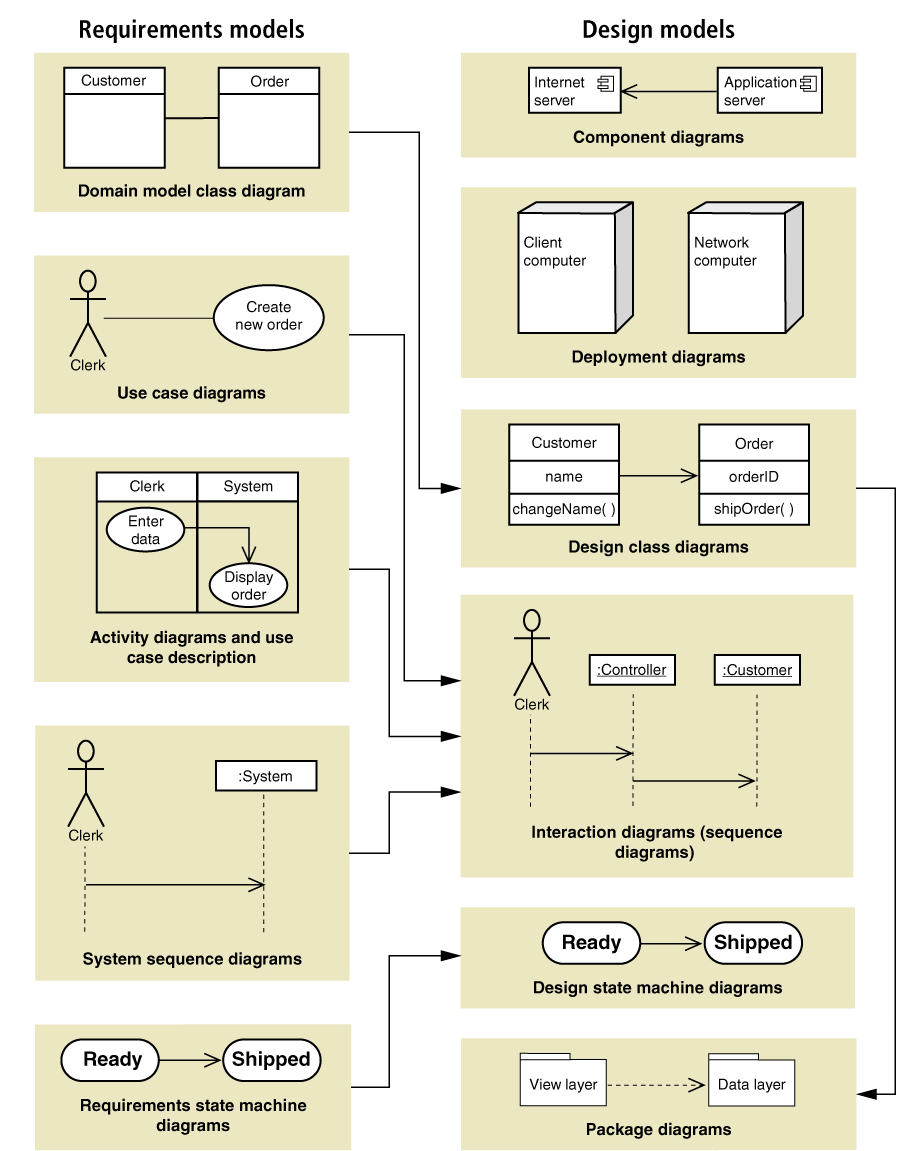 Requirements models
Customer
Order
Domain model class diagram
Clerk
Create
new order
Use case diagrams
Clerk
System
Enter
data
Display
order
Activity diagrams and use
case description
Clerk
:System
System sequence diagrams
Ready
Shipped
Requirements state machine
diagrams
Design models
Internet
server
Application
server
Component diagrams
Client
computer
Network
computer
Deployment diagrams
Customer
name
changeName( )
Order
orderID
shipOrder( )
Design class diagrams
Clerk
:Controller
:Customer
Interaction diagrams (sequence
diagrams)
Ready
Shipped
Design state machine diagrams
View layer
Data layer
Package diagrams